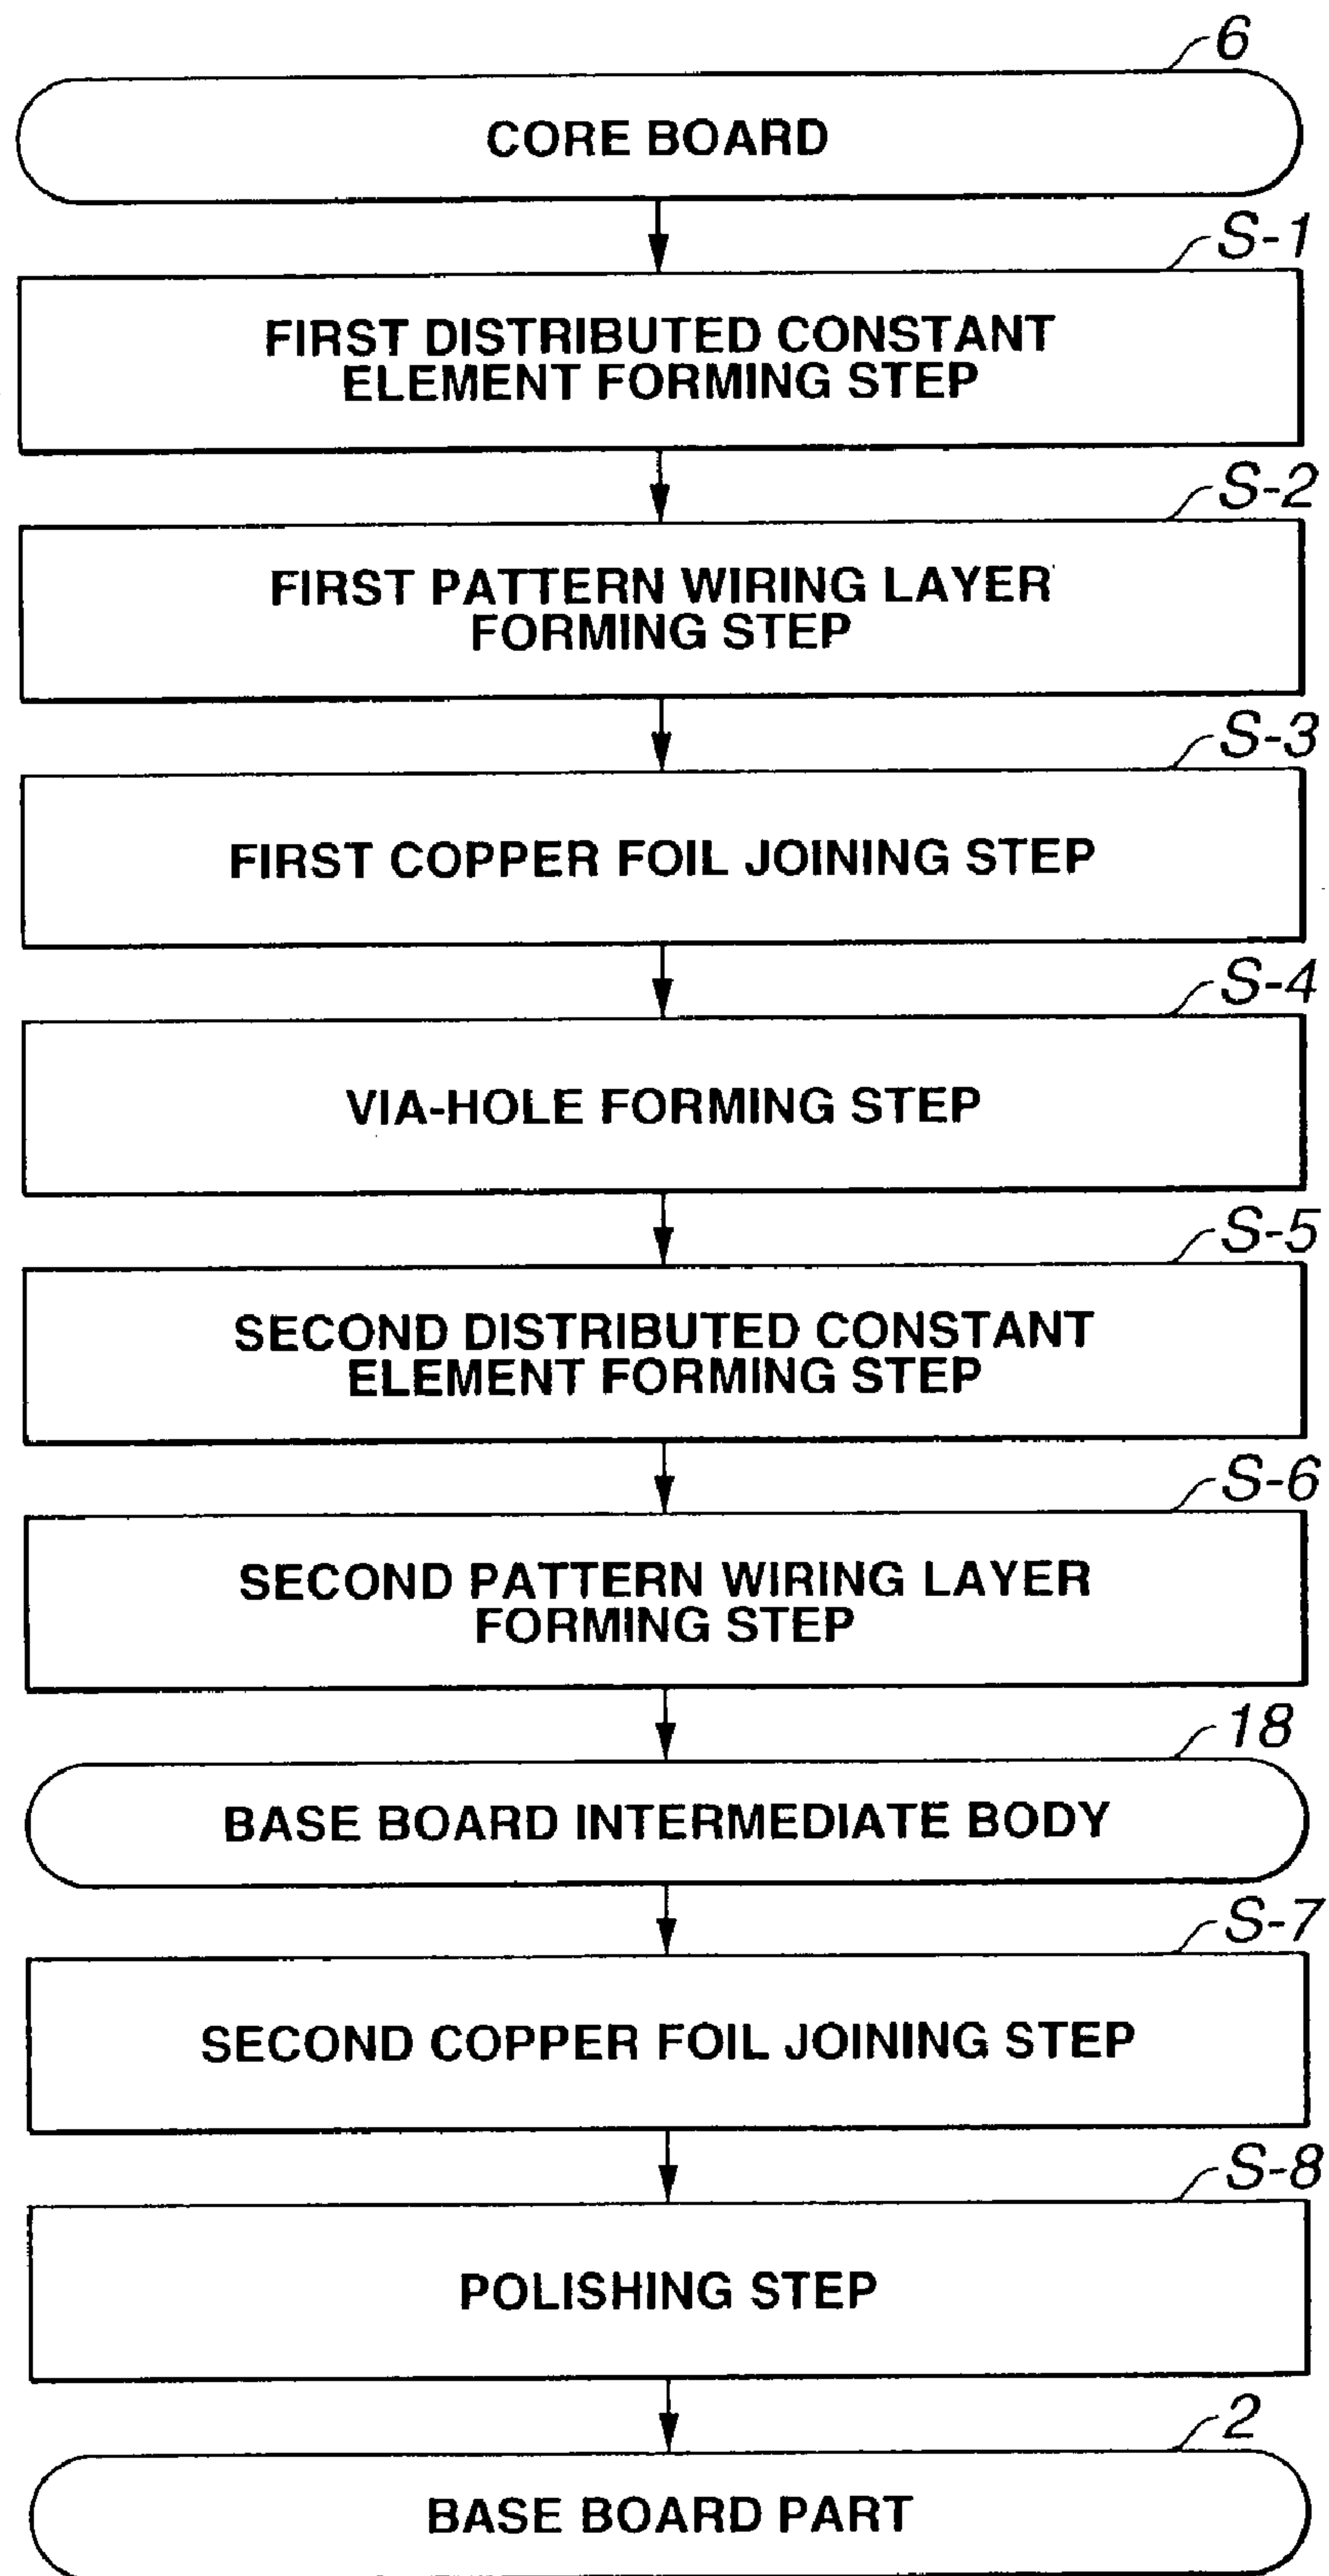 6
CORE BOARD
S-1
FIRST DISTRIBUTED CONSTANT
ELEMENT FORMING STEP
S-2
FIRST PATTERN WIRING LAYER
FORMING STEP
S-3
FIRST COPPER FOIL JOINING STEP
S-4
VIA-HOLE FORMING STEP
S-5
SECOND DISTRIBUTED CONSTANT
ELEMENT FORMING STEP
S-6
SECOND PATTERN WIRING LAYER
FORMING STEP
18
BASE BOARD INTERMEDIATE BODY
S-7
SECOND COPPER FOIL JOINING STEP
S-8
POLISHING STEP
2
BASE BOARD PART